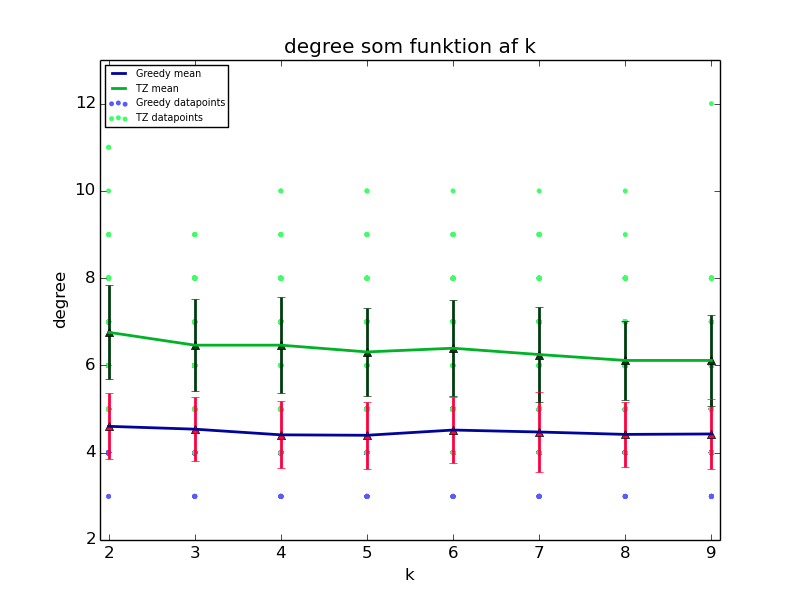 degree som funktion af k
Greedy mean
TZ mean
Greedy datapoints
TZ datapoints
12
10
8
6
4
2
degree
2 3 4 5 6 7 8 9
k